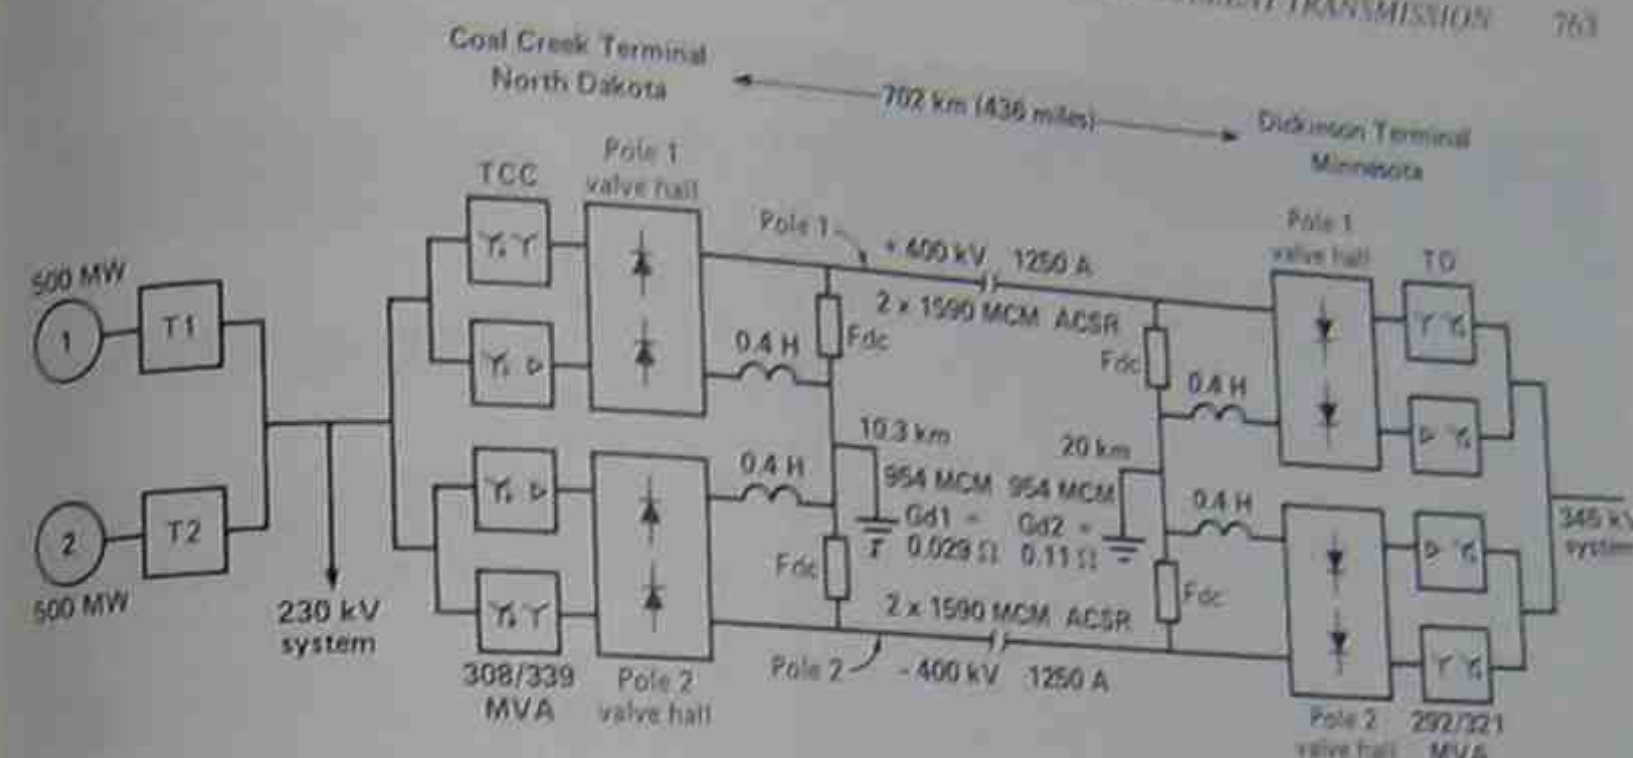 TRANSMISSION 763
Coal Creek Terminal
North Dakota
702 km (436 miles)
Dickinson Terminal
Minnesota
TCC
Pole 1
valve hall
Pole 1
+ 400 kV 1250 A
2 x 1590 MCM ACSR
Pole 1
valve hall
TD
500 MW
1
T1
Y Y
Y Y
0.4 H
Fdc
Fdc
0.4 H
Y
Y
10.3 km
20 km
954 MCM 954 MCM
Gd1 = Gd2 =
0.029 Ω 0.11 Ω
0.4 H
0.4 H
345 kV
system
2
T2
500 MW
230 kV
system
Y
Y
Y Y
Y Y
Fdc
Fdc
2 x 1590 MCM ACSR
Pole 2
- 400 kV 1250 A
308/339
MVA
Pole 2
valve hall
Pole 2
valve hall
292/321
MVA